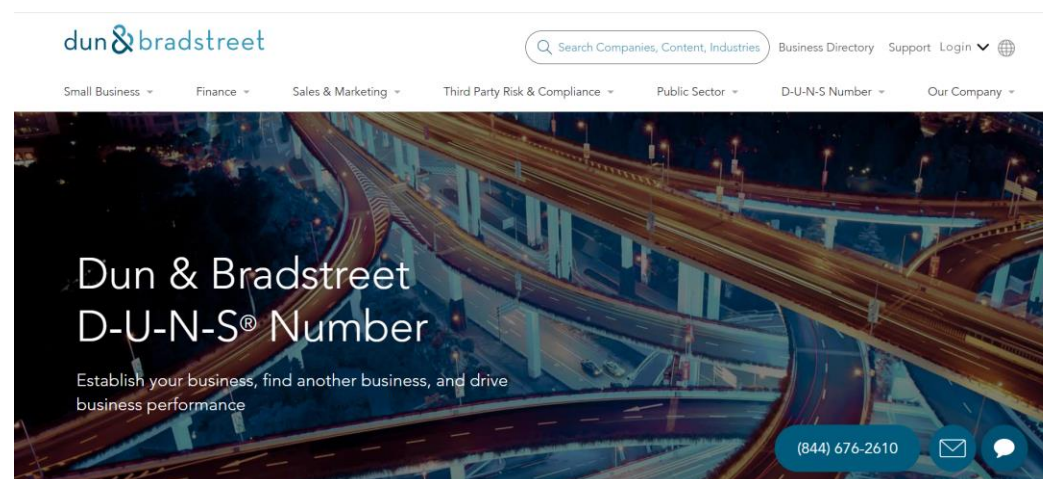 dun & bradstreet
Search Companies, Content, Industries
Business Directory
Support
Login
Small Business
Finance
Sales & Marketing
Third Party Risk & Compliance
Public Sector
D-U-N-S Number
Our Company
Dun & Bradstreet
D-U-N-S® Number
Establish your business, find another business, and drive
business performance
(844) 676-2610